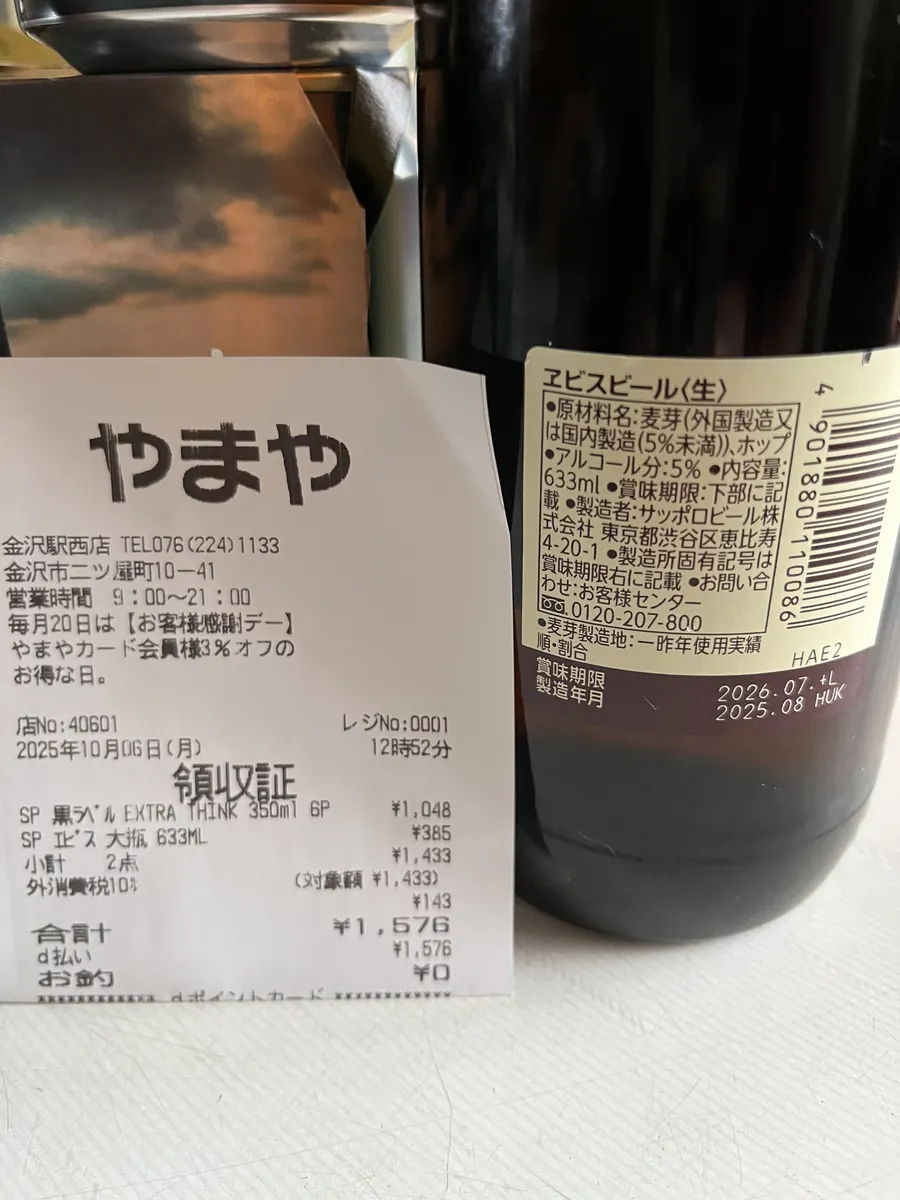 やまや
金沢駅西店 TEL076(224)1133
金沢市二ツ屋町10-41
営業時間 9:00~21:00
毎月20日は【お客様感謝デー】
やまやカード会員様3%オフの
お得な日。
店No:40601 レジNo:0001
2025年10月06日(月) 12時52分
領収証
SP 黒ラベル EXTRA THINK 350ml 6P ¥1,048
SP ヱビス 大瓶 633ML ¥385
小計 2点 ¥1,433
外消費税10% (対象額 ¥1,433)
¥143
合計 ¥1,576
d払い ¥1,576
お釣 ¥0
************ dポイントカード ************
ヱビスビール〈生〉
●原材料名:麦芽(外国製造又
は国内製造(5%未満))、ホップ
●アルコール分:5% ●内容量:
633ml ●賞味期限:下部に記
載 ●製造者:サッポロビール株
式会社 東京都渋谷区恵比寿
4-20-1 ●製造所固有記号は
賞味期限右に記載 ●お問い合
わせ:お客様センター
0120-207-800
●麦芽製造地:一昨年使用実績
順・割合
4 901880 110086
HAE2
賞味期限 2026.07.+L
製造年月 2025.08 HUK